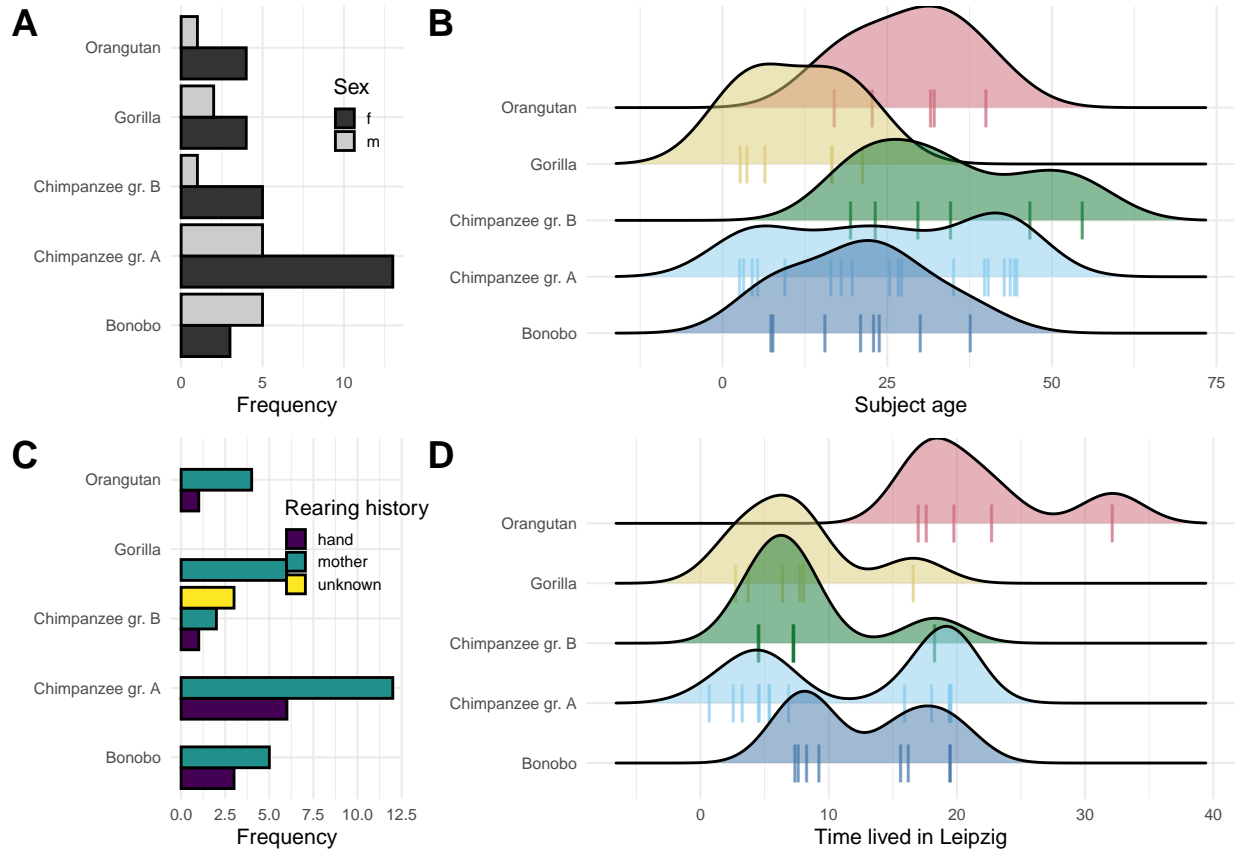 A
Orangutan
Gorilla
Chimpanzee gr. B
Chimpanzee gr. A
Bonobo
0
5
10
Frequency
Sex
f
m
B
Orangutan
Gorilla
Chimpanzee gr. B
Chimpanzee gr. A
Bonobo
0
25
50
75
Subject age
C
Orangutan
Gorilla
Chimpanzee gr. B
Chimpanzee gr. A
Bonobo
0.0
2.5
5.0
7.5
10.0
12.5
Frequency
Rearing history
hand
mother
unknown
D
Orangutan
Gorilla
Chimpanzee gr. B
Chimpanzee gr. A
Bonobo
0
10
20
30
40
Time lived in Leipzig